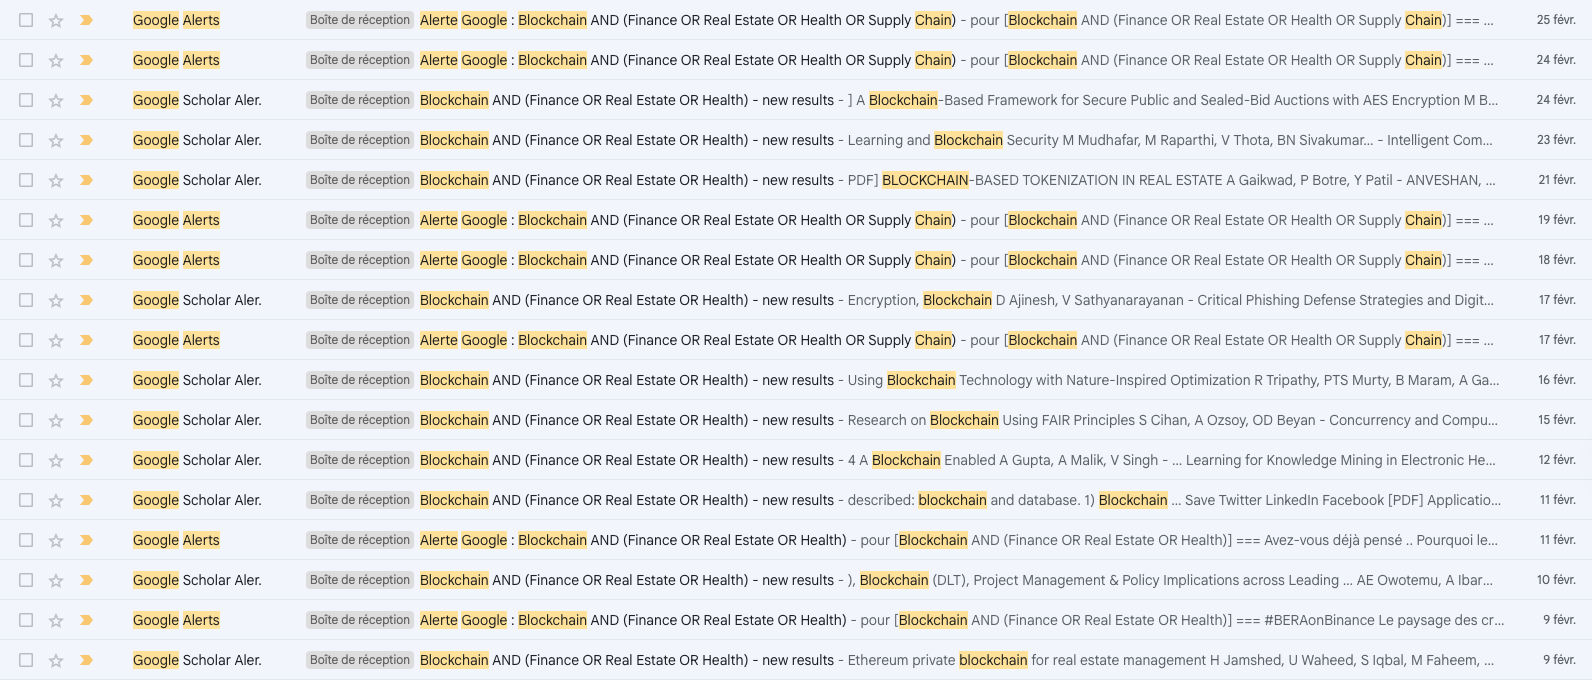 Google Alerts Boîte de réception Alerte Google : Blockchain AND (Finance OR Real Estate OR Health OR Supply Chain) - pour [Blockchain AND (Finance OR Real Estate OR Health OR Supply Chain)] === ... 25 févr.
Google Alerts Boîte de réception Alerte Google : Blockchain AND (Finance OR Real Estate OR Health OR Supply Chain) - pour [Blockchain AND (Finance OR Real Estate OR Health OR Supply Chain)] === ... 24 févr.
Google Scholar Aler. Boîte de réception Blockchain AND (Finance OR Real Estate OR Health) - new results - ] A Blockchain-Based Framework for Secure Public and Sealed-Bid Auctions with AES Encryption M B... 24 févr.
Google Scholar Aler. Boîte de réception Blockchain AND (Finance OR Real Estate OR Health) - new results - Learning and Blockchain Security M Mudhafar, M Raparthi, V Thota, BN Sivakumar... - Intelligent Com... 23 févr.
Google Scholar Aler. Boîte de réception Blockchain AND (Finance OR Real Estate OR Health) - new results - PDF] BLOCKCHAIN-BASED TOKENIZATION IN REAL ESTATE A Gaikwad, P Botre, Y Patil - ANVESHAN, ... 21 févr.
Google Alerts Boîte de réception Alerte Google : Blockchain AND (Finance OR Real Estate OR Health OR Supply Chain) - pour [Blockchain AND (Finance OR Real Estate OR Health OR Supply Chain)] === ... 19 févr.
Google Alerts Boîte de réception Alerte Google : Blockchain AND (Finance OR Real Estate OR Health OR Supply Chain) - pour [Blockchain AND (Finance OR Real Estate OR Health OR Supply Chain)] === ... 18 févr.
Google Scholar Aler. Boîte de réception Blockchain AND (Finance OR Real Estate OR Health) - new results - Encryption, Blockchain D Ajinesh, V Sathyanarayanan - Critical Phishing Defense Strategies and Digit... 17 févr.
Google Alerts Boîte de réception Alerte Google : Blockchain AND (Finance OR Real Estate OR Health OR Supply Chain) - pour [Blockchain AND (Finance OR Real Estate OR Health OR Supply Chain)] === ... 17 févr.
Google Scholar Aler. Boîte de réception Blockchain AND (Finance OR Real Estate OR Health) - new results - Using Blockchain Technology with Nature-Inspired Optimization R Tripathy, PTS Murty, B Maram, A Ga... 16 févr.
Google Scholar Aler. Boîte de réception Blockchain AND (Finance OR Real Estate OR Health) - new results - Research on Blockchain Using FAIR Principles S Cihan, A Ozsoy, OD Beyan - Concurrency and Compu... 15 févr.
Google Scholar Aler. Boîte de réception Blockchain AND (Finance OR Real Estate OR Health) - new results - 4 A Blockchain Enabled A Gupta, A Malik, V Singh - ... Learning for Knowledge Mining in Electronic He... 12 févr.
Google Scholar Aler. Boîte de réception Blockchain AND (Finance OR Real Estate OR Health) - new results - described: blockchain and database. 1) Blockchain ... Save Twitter LinkedIn Facebook [PDF] Applicatio... 11 févr.
Google Alerts Boîte de réception Alerte Google : Blockchain AND (Finance OR Real Estate OR Health) - pour [Blockchain AND (Finance OR Real Estate OR Health)] === Avez-vous déjà pensé .. Pourquoi le... 11 févr.
Google Scholar Aler. Boîte de réception Blockchain AND (Finance OR Real Estate OR Health) - new results - ), Blockchain (DLT), Project Management & Policy Implications across Leading ... AE Owotemu, A Ibar... 10 févr.
Google Alerts Boîte de réception Alerte Google : Blockchain AND (Finance OR Real Estate OR Health) - pour [Blockchain AND (Finance OR Real Estate OR Health)] === #BERAonBinance Le paysage des cr... 9 févr.
Google Scholar Aler. Boîte de réception Blockchain AND (Finance OR Real Estate OR Health) - new results - Ethereum private blockchain for real estate management H Jamshed, U Waheed, S Iqbal, M Faheem, ... 9 févr.